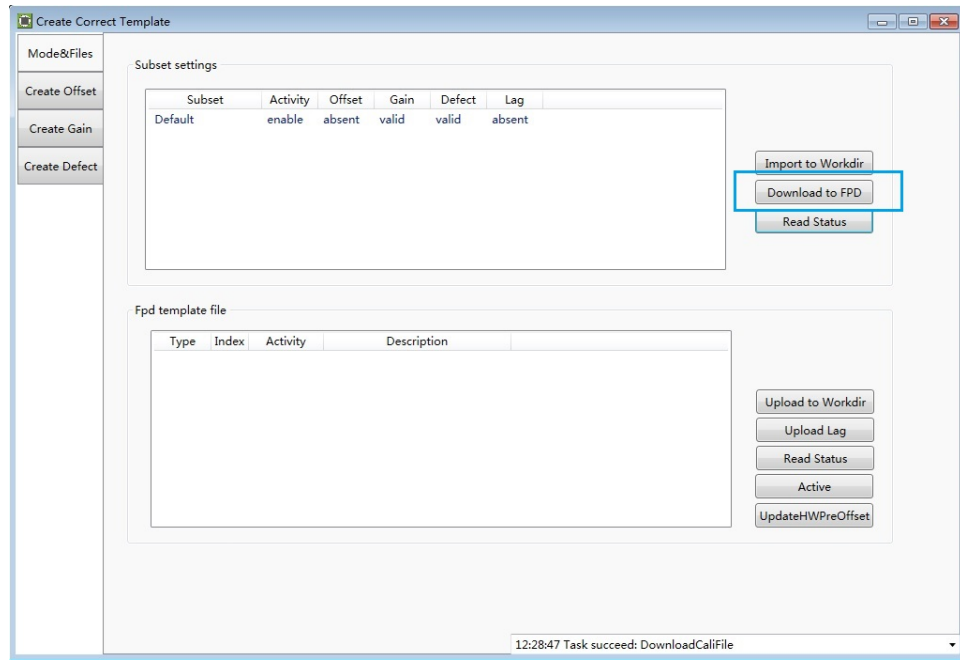 Create Correct Template
Mode&Files
Create Offset
Create Gain
Create Defect
Subset settings
Subset Activity Offset Gain Defect Lag
Default enable absent valid valid absent
Import to Workdir
Download to FPD
Read Status
Fpd template file
Type Index Activity Description
Upload to Workdir
Upload Lag
Read Status
Active
UpdateHWPreOffset
12:28:47 Task succeed: DownloadCaliFile